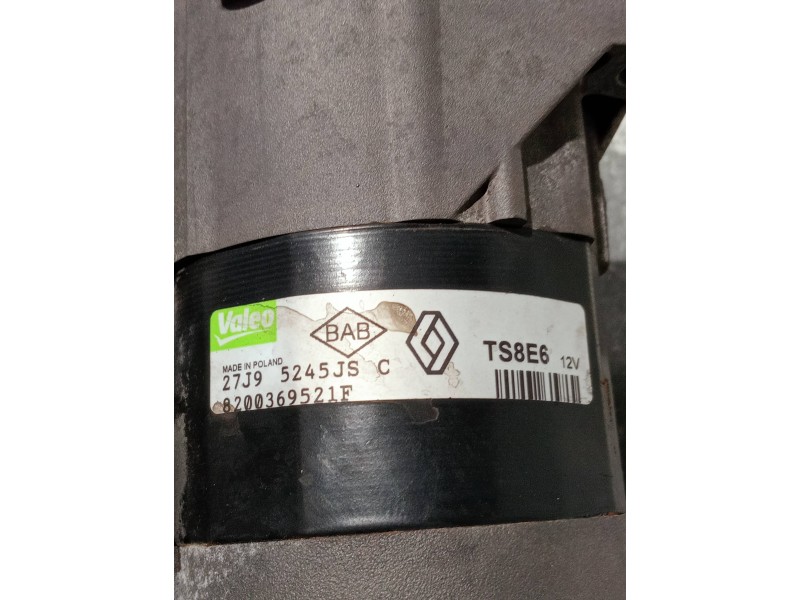 Valeo
BAB
TS8E6 12V
MADE IN POLAND
27J9 5245JS C
8200369521F